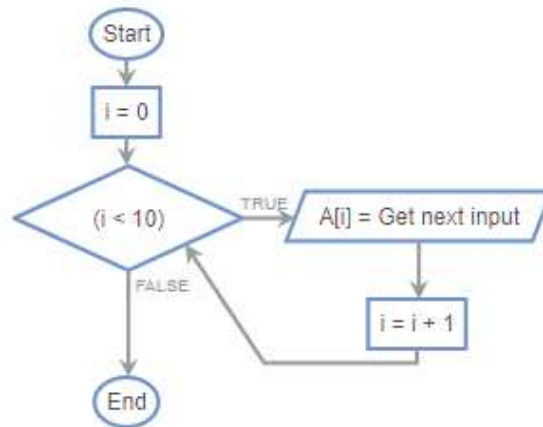 Start
i = 0
(i < 10)
TRUE
A[i] = Get next input
FALSE
i = i + 1
End